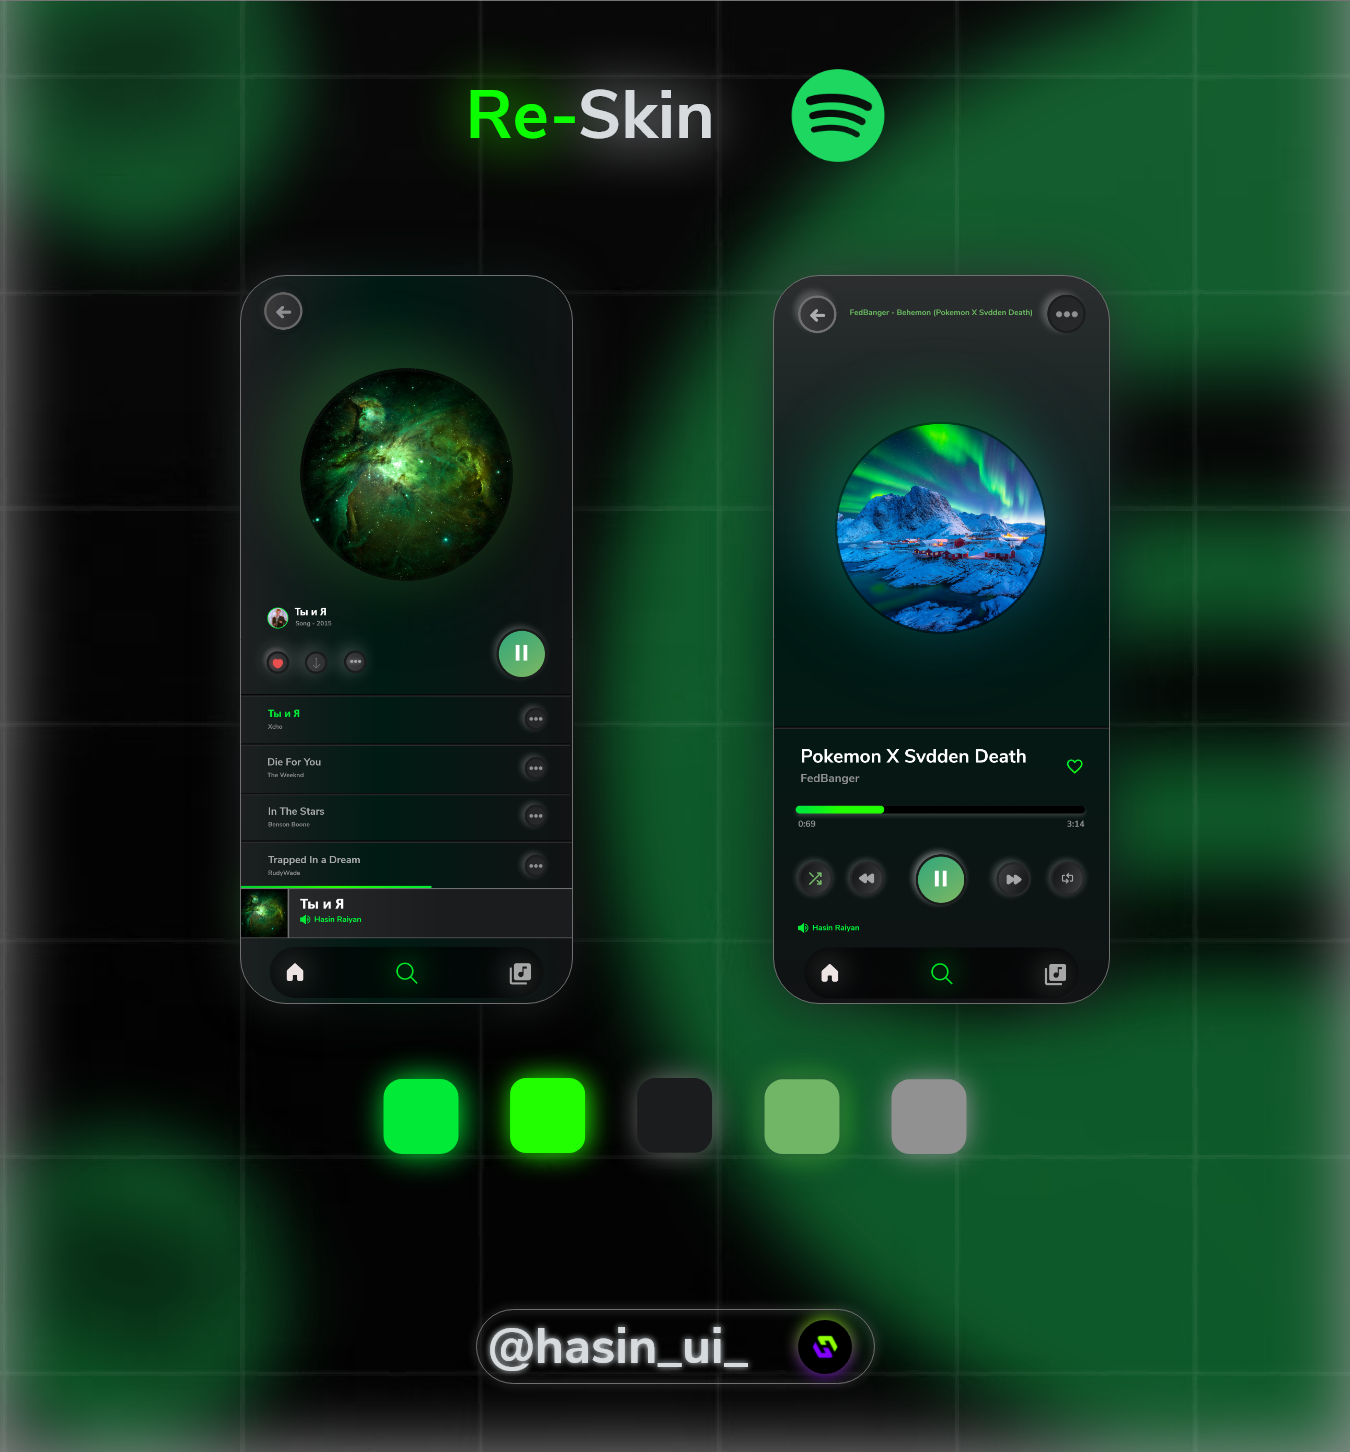 Re-Skin
Ты и Я
Song - 2015
Ты и Я
Xcho
Die For You
The Weeknd
In The Stars
Benson Boone
Trapped In a Dream
RudyWade
Ты и Я
Hasin Raiyan
FedBanger - Behemon (Pokemon X Svdden Death)
Pokemon X Svdden Death
FedBanger
0:69 3:14
Hasin Raiyan
@hasin_ui_